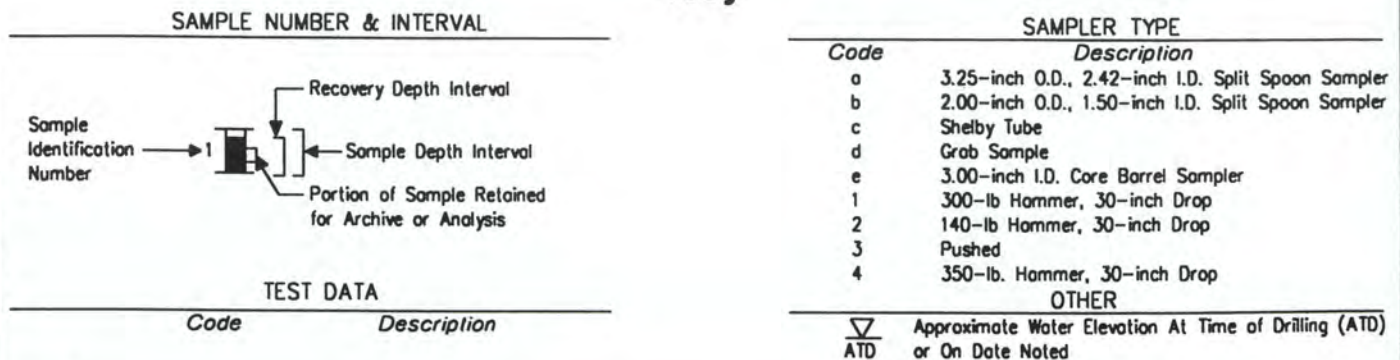 SAMPLE NUMBER & INTERVAL
Recovery Depth Interval
Sample
Identification
Number
1
Sample Depth Interval
Portion of Sample Retained
for Archive or Analysis
TEST DATA
Code Description
SAMPLER TYPE
Code Description
a 3.25-inch O.D., 2.42-inch I.D. Split Spoon Sampler
b 2.00-inch O.D., 1.50-inch I.D. Split Spoon Sampler
c Shelby Tube
d Grab Sample
e 3.00-inch I.D. Core Barrel Sampler
1 300-lb Hammer, 30-inch Drop
2 140-lb Hammer, 30-inch Drop
3 Pushed
4 350-lb. Hammer, 30-inch Drop
OTHER
ATD Approximate Water Elevation At Time of Drilling (ATD)
or On Date Noted